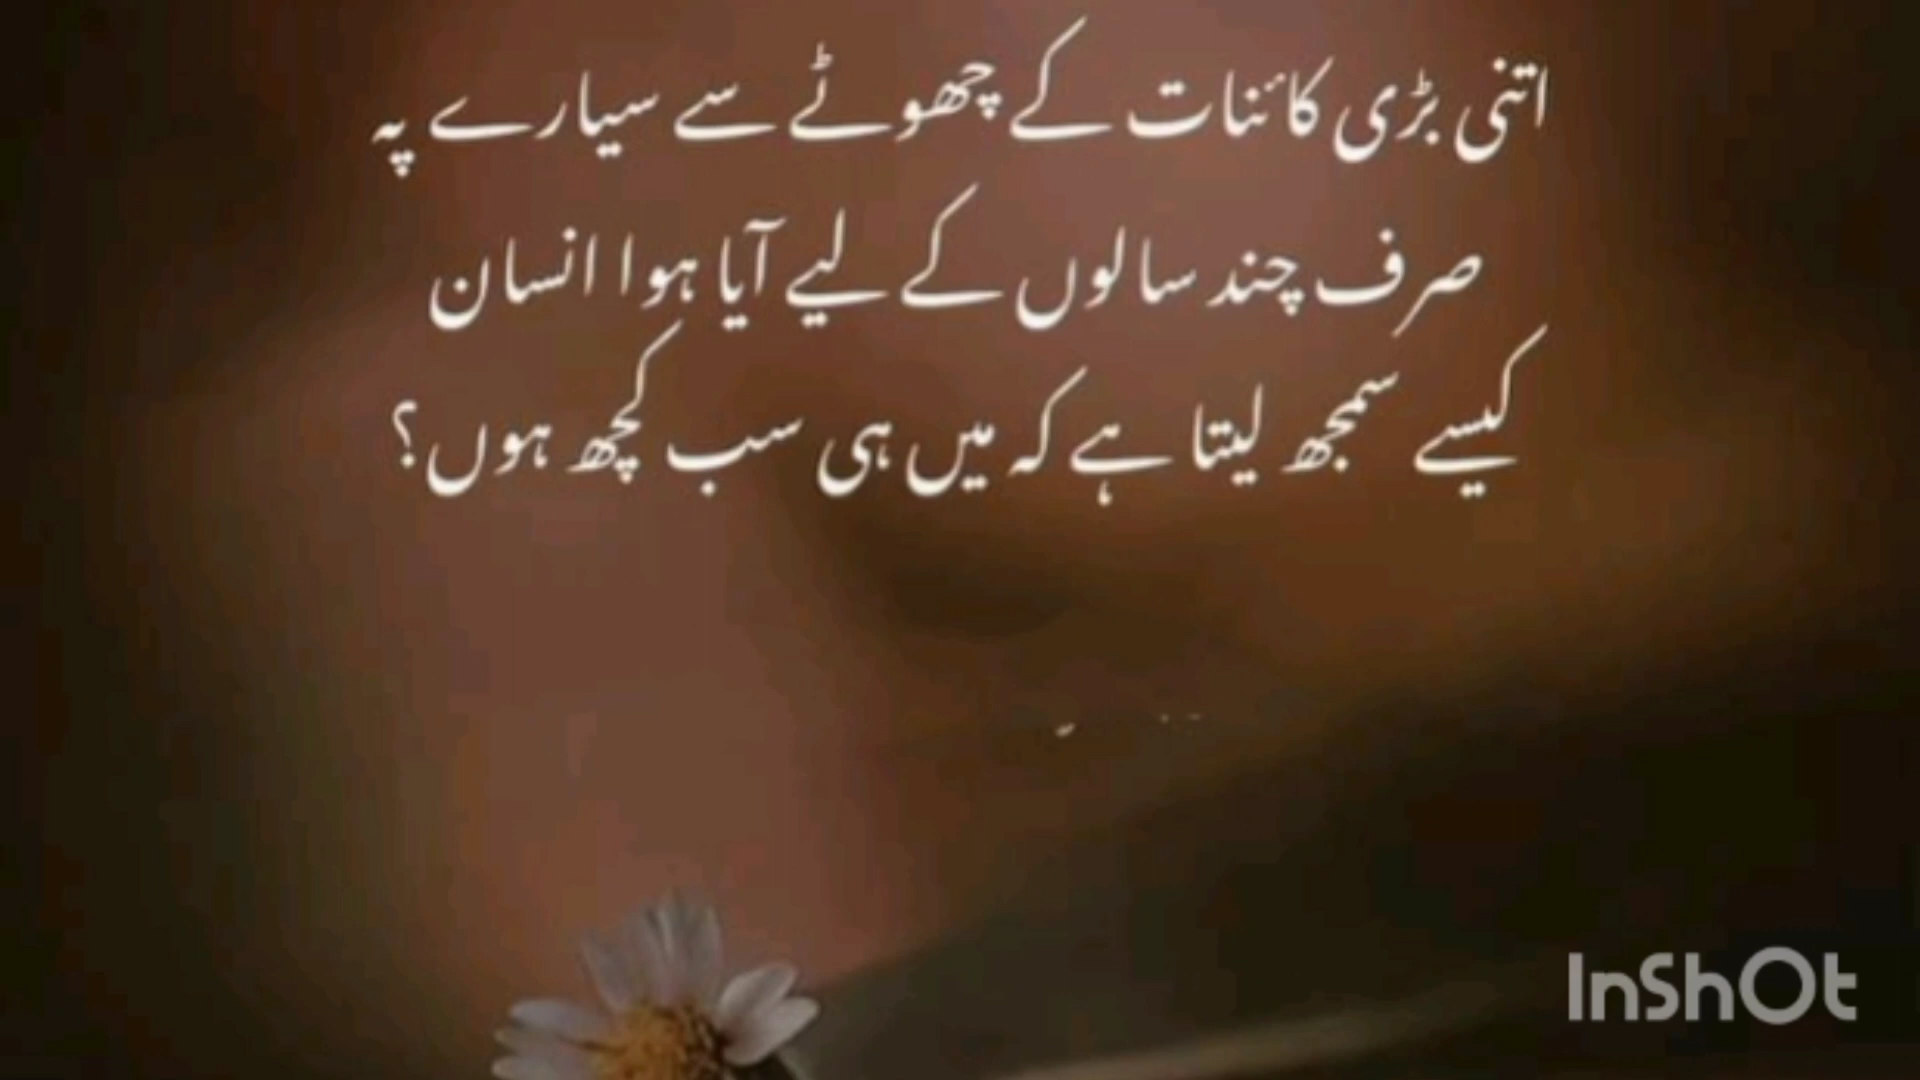 اتنی بڑی کائنات کے چھوٹے سے سیارے پہ
صرف چند سالوں کے لیے آیا ہوا انسان
کیسے سمجھ لیتا ہے کہ میں ہی سب کچھ ہوں؟
InShOt